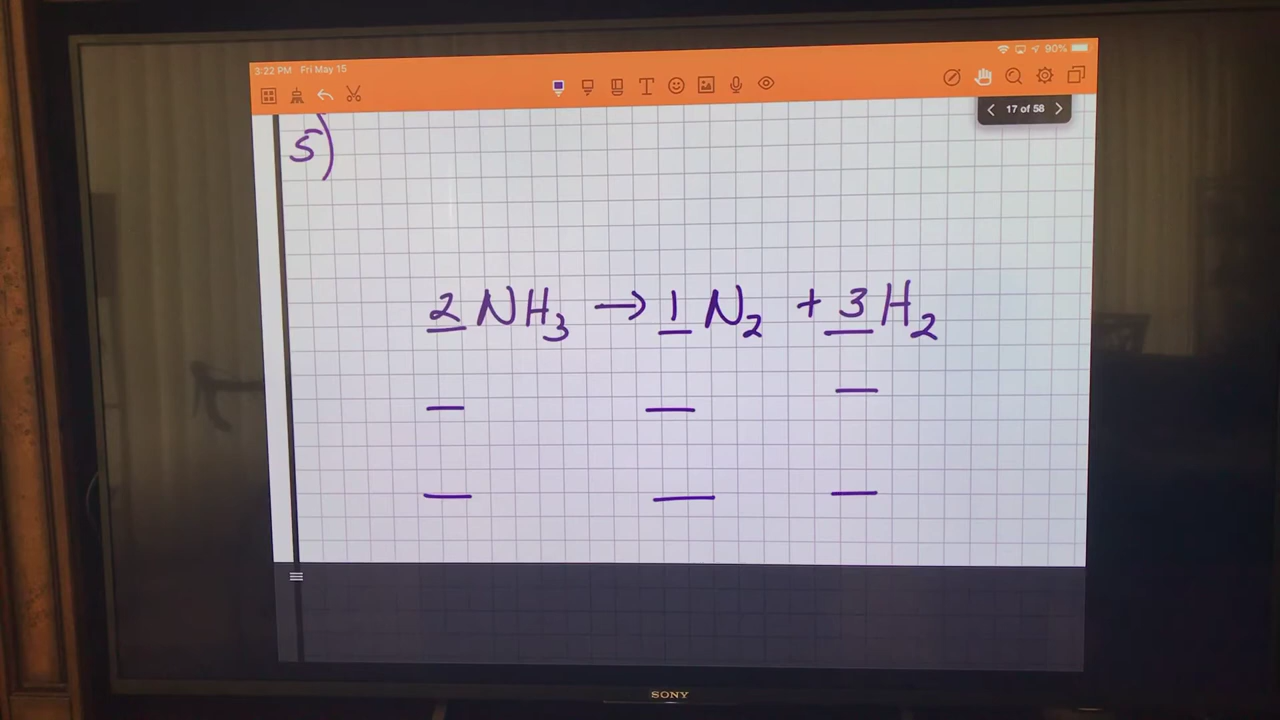 3:22 PM Fri May 15
90%
17 of 58
5)
2 NH3 → 1 N2 + 3 H2
SONY